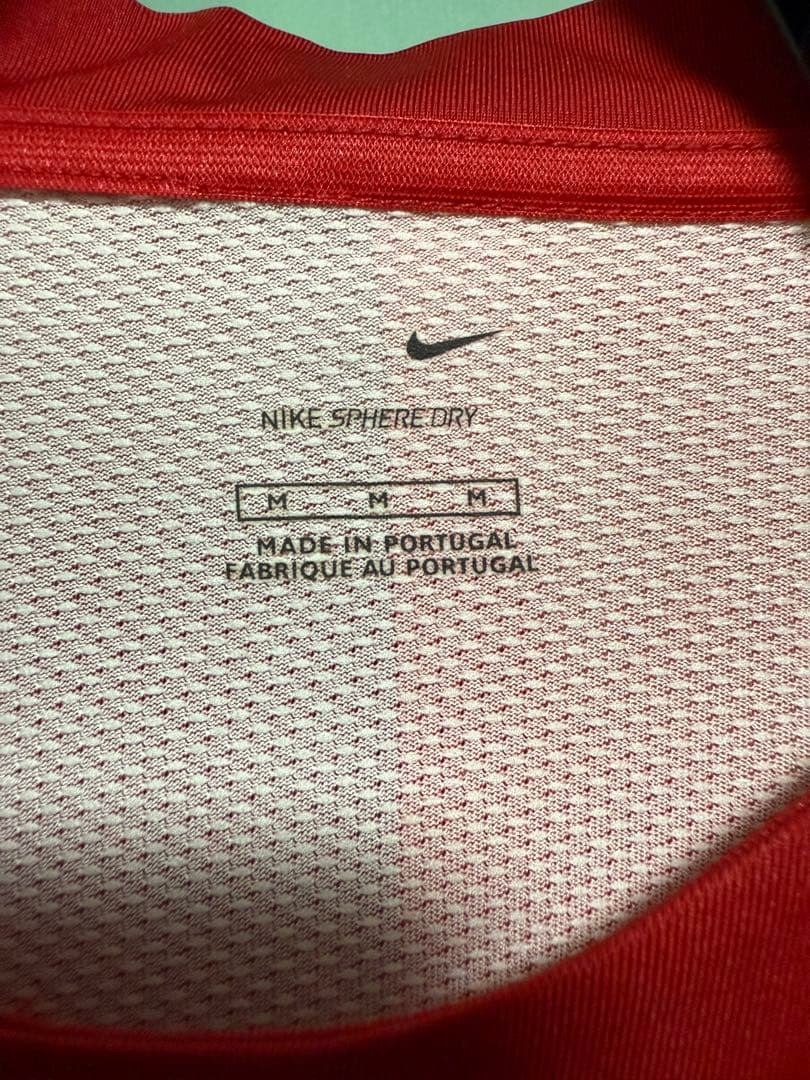 NIKE SPHERE DRY
M M M
MADE IN PORTUGAL
FABRIQUE AU PORTUGAL